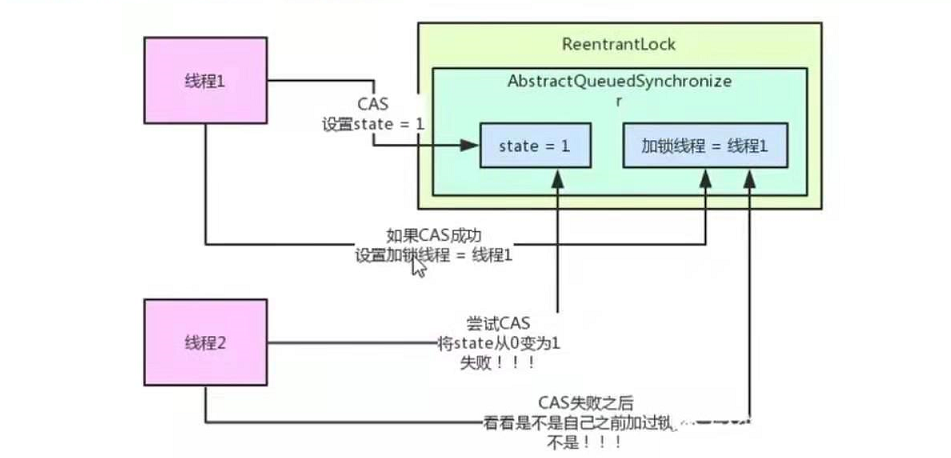 线程1
CAS
设置state = 1
ReentrantLock
AbstractQueuedSynchronize
r
state = 1
加锁线程 = 线程1
如果CAS成功
设置加锁线程 = 线程1
线程2
尝试CAS
将state从0变为1
失败！！！
CAS失败之后
看看是不是自己之前加过锁
不是！！！